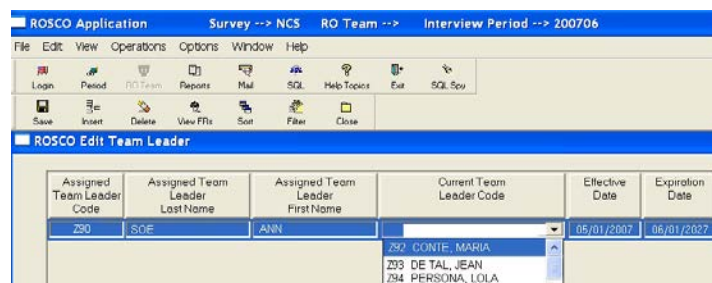 ROSCO Application Survey --> NCS RO Team --> Interview Period --> 200706
File Edit View Operations Options Window Help
Login Period RO Team Reports Mail SQL Help Topics Exit SQL Spy
Save Insert Delete View FRs Sort Filter Close
ROSCO Edit Team Leader
Assigned Assigned Team Assigned Team Current Team Effective Expiration
Team Leader Leader Leader Leader Code Date Date
Code Last Name First Name
Z90 SOE ANN 05/01/2007 06/01/2027
Z92 CONTE, MARIA
Z93 DE TAL, JEAN
Z94 PERSONA, LOLA